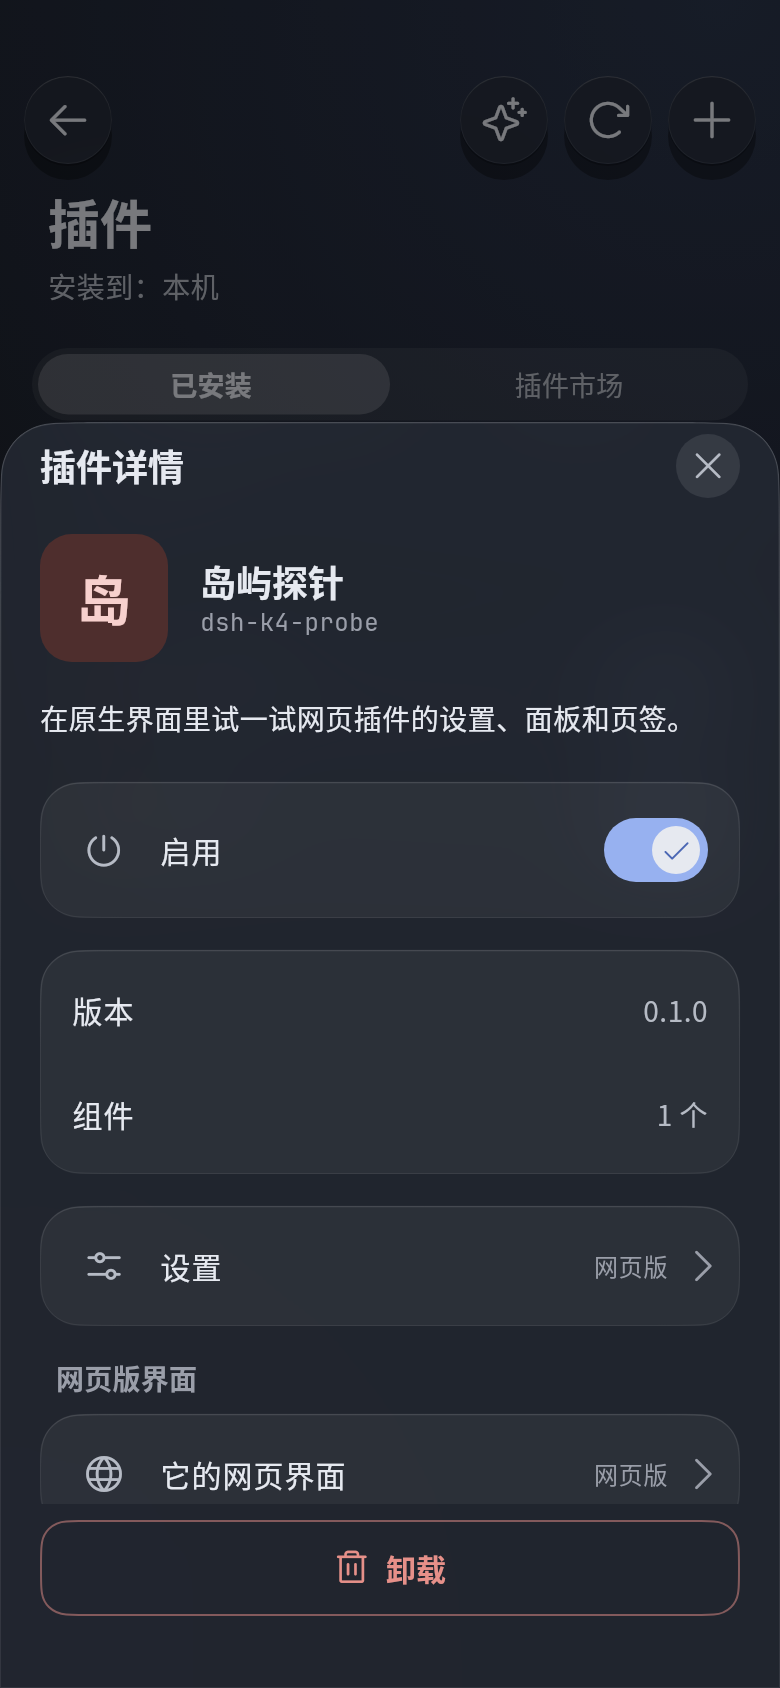 插件
安装到：本机
已安装
插件市场
插件详情
岛
岛屿探针
dsh-k4-probe
在原生界面里试一试网页插件的设置、面板和页签。
启用
版本
0.1.0
组件
1 个
设置
网页版
网页版界面
它的网页界面
网页版
卸载